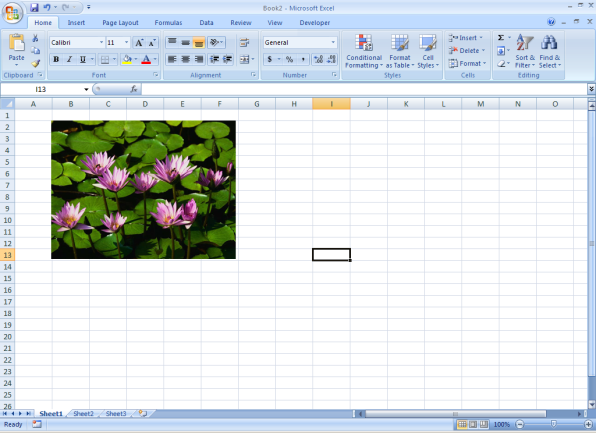 Book2 - Microsoft Excel
Home Insert Page Layout Formulas Data Review View Developer
Calibri 11 A A General Insert Σ
Paste B I U A $ % , Conditional Formatting Format as Table Cell Styles Delete Format Sort & Filter Find & Select
Clipboard Font Alignment Number Styles Cells Editing
I13 fx
A B C D E F G H I J K L M N O
1
2
3
4
5
6
7
8
9
10
11
12
13
14
15
16
17
18
19
20
21
22
23
24
25
26
Sheet1 Sheet2 Sheet3
Ready 100%